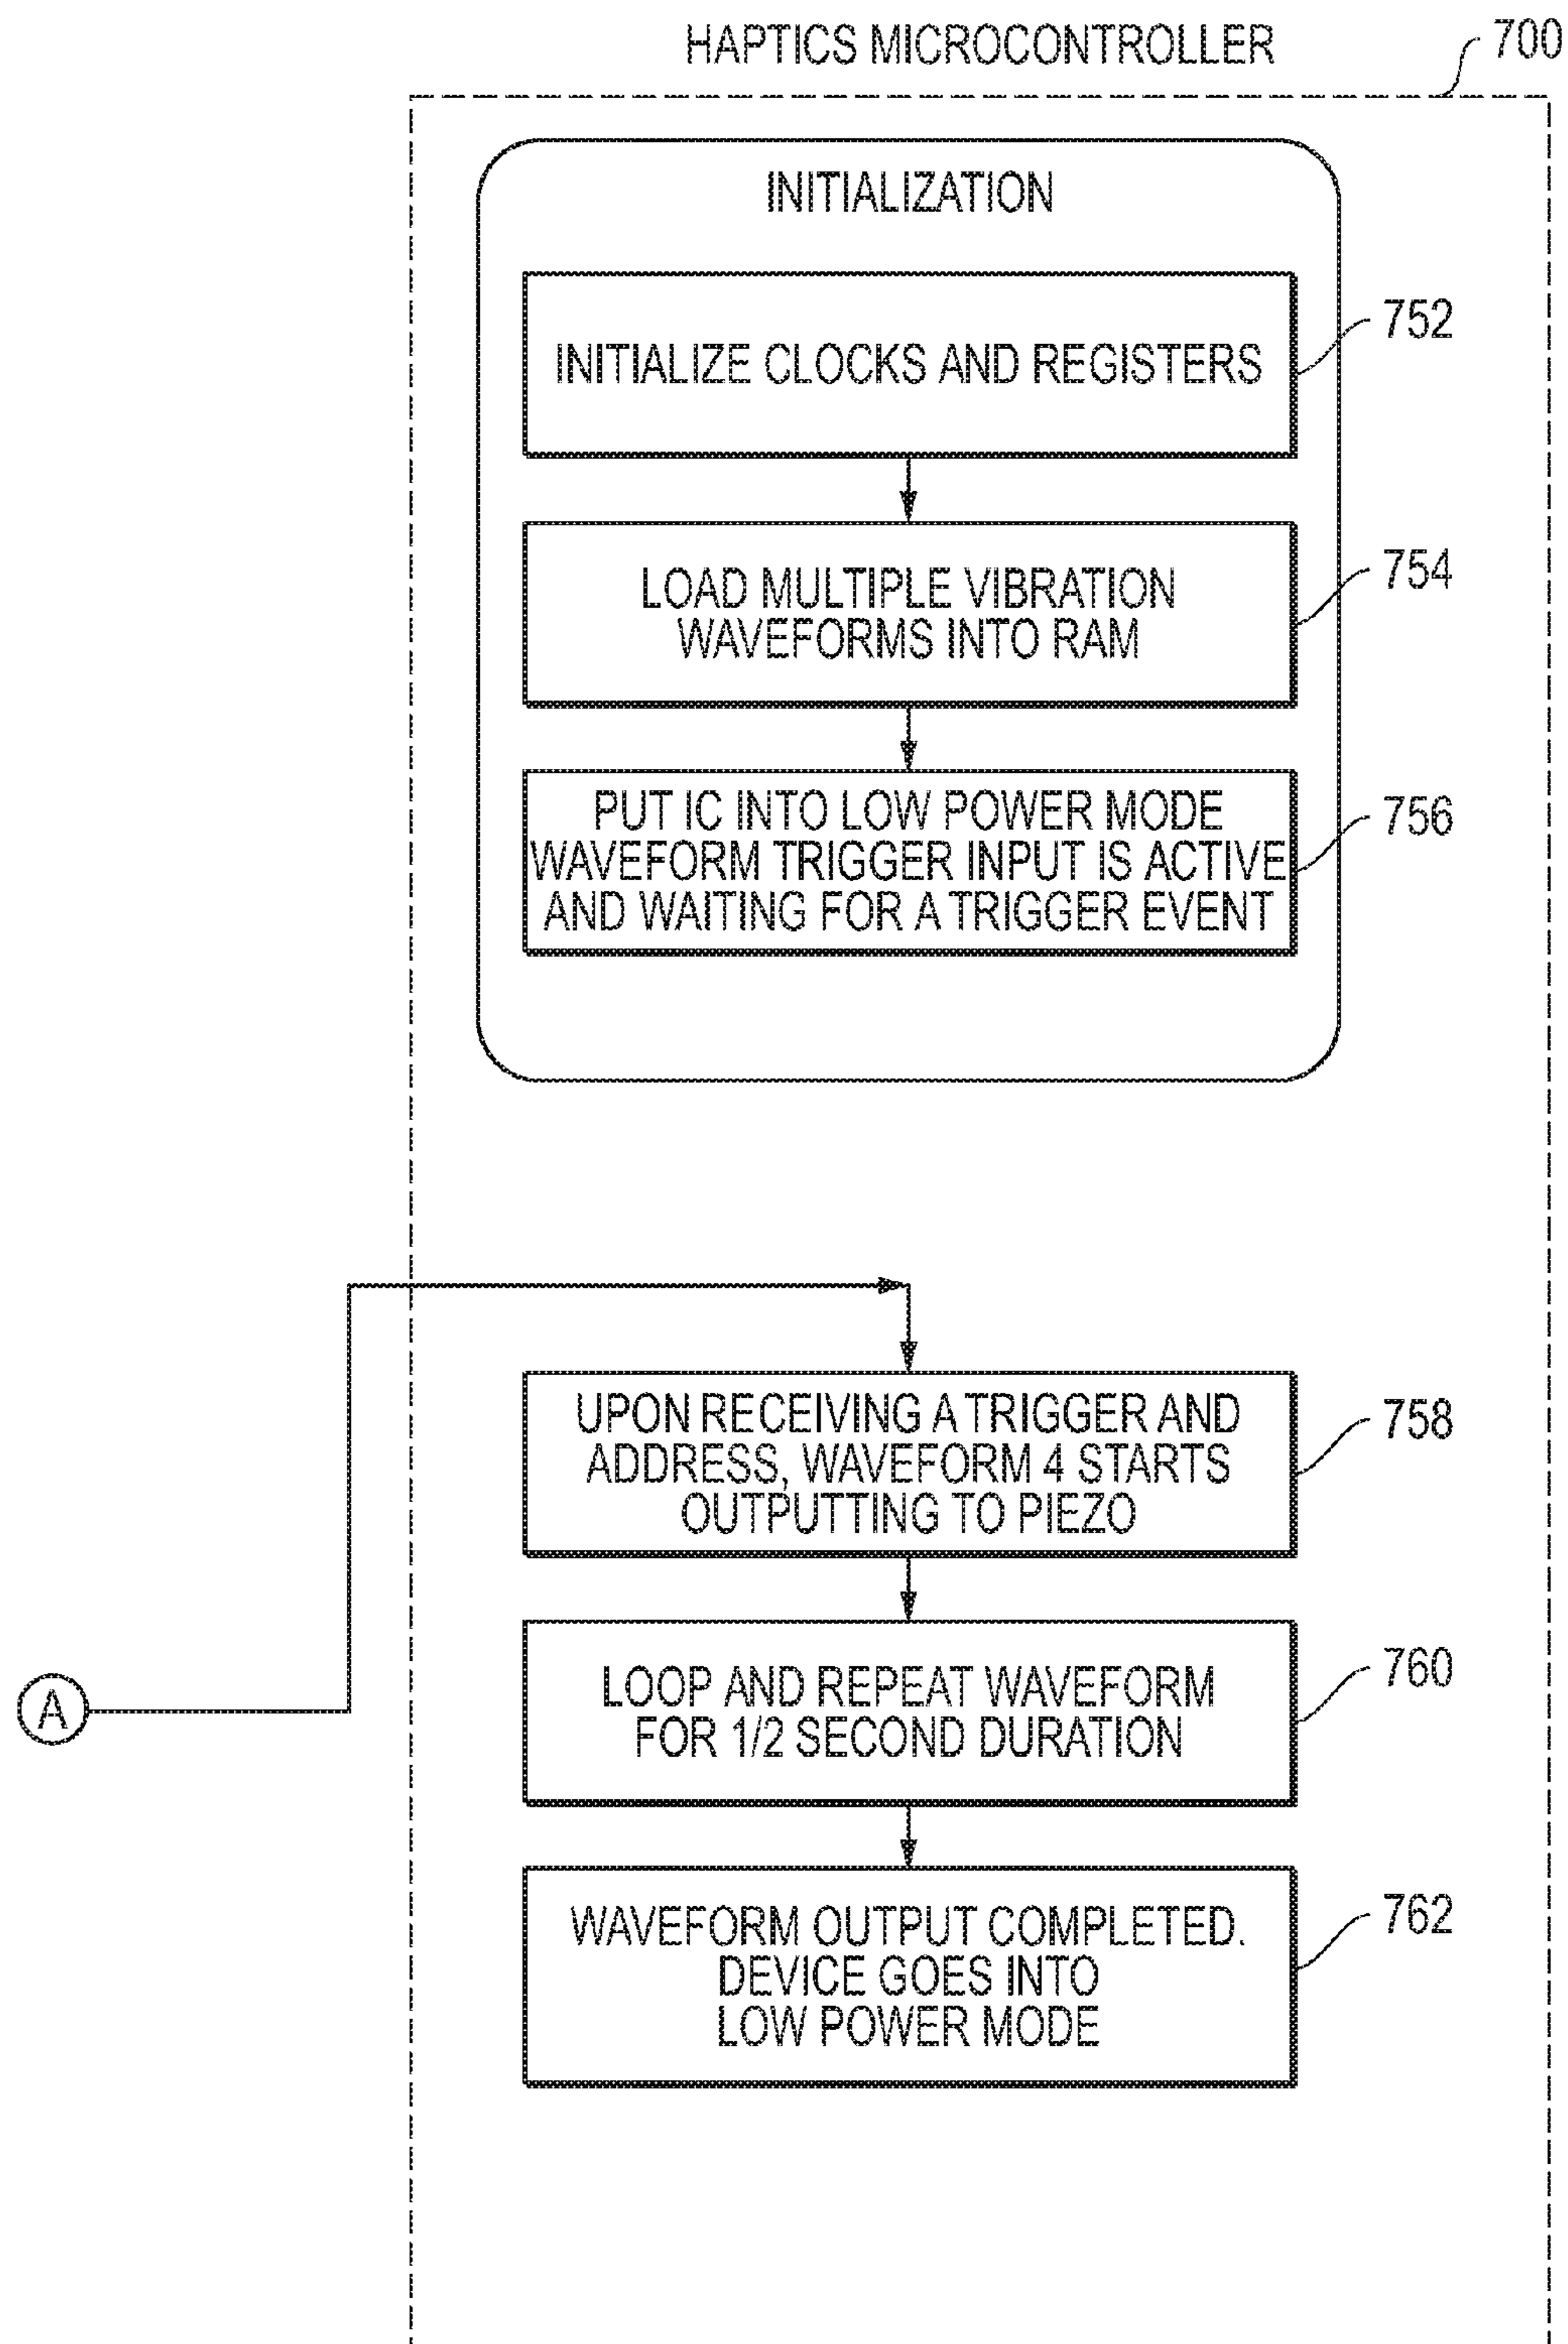 HAPTICS MICROCONTROLLER
700
INITIALIZATION
INITIALIZE CLOCKS AND REGISTERS
752
LOAD MULTIPLE VIBRATION
WAVEFORMS INTO RAM
754
PUT IC INTO LOW POWER MODE
WAVEFORM TRIGGER INPUT IS ACTIVE
AND WAITING FOR A TRIGGER EVENT
756
UPON RECEIVING A TRIGGER AND
ADDRESS, WAVEFORM 4 STARTS
OUTPUTTING TO PIEZO
758
A
LOOP AND REPEAT WAVEFORM
FOR 1/2 SECOND DURATION
760
WAVEFORM OUTPUT COMPLETED.
DEVICE GOES INTO
LOW POWER MODE
762